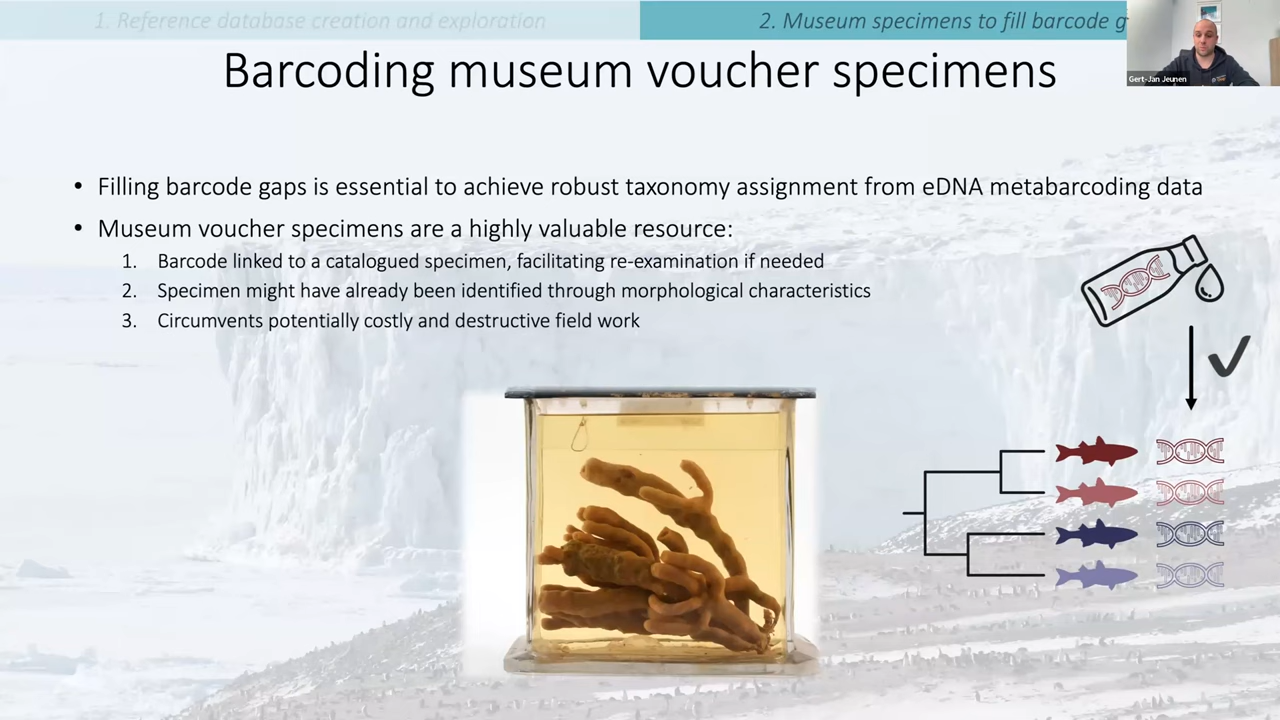 1. Reference database creation and exploration
2. Museum specimens to fill barcode g
Gert-Jan Jeunen
Barcoding museum voucher specimens
• Filling barcode gaps is essential to achieve robust taxonomy assignment from eDNA metabarcoding data
• Museum voucher specimens are a highly valuable resource:
1. Barcode linked to a catalogued specimen, facilitating re-examination if needed
2. Specimen might have already been identified through morphological characteristics
3. Circumvents potentially costly and destructive field work